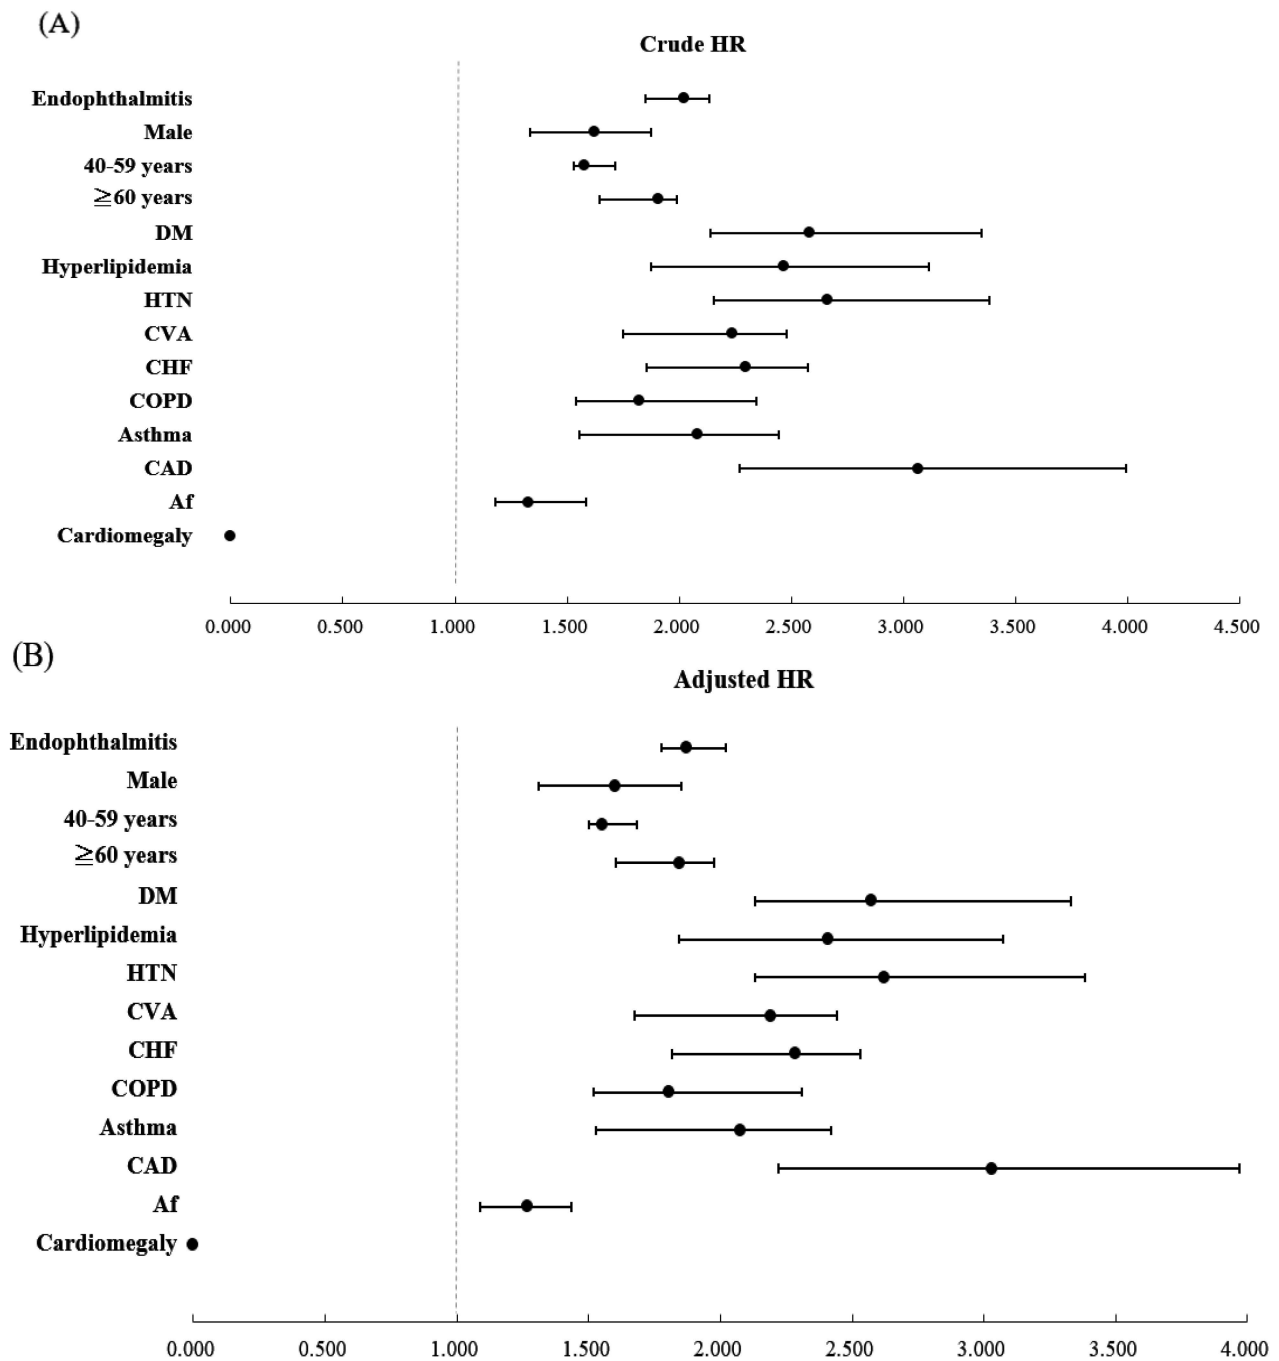 (A)
Crude HR
Endophthalmitis
Male
40-59 years
≧60 years
DM
Hyperlipidemia
HTN
CVA
CHF
COPD
Asthma
CAD
Af
Cardiomegaly
0.000 0.500 1.000 1.500 2.000 2.500 3.000 3.500 4.000 4.500
(B)
Adjusted HR
Endophthalmitis
Male
40-59 years
≧60 years
DM
Hyperlipidemia
HTN
CVA
CHF
COPD
Asthma
CAD
Af
Cardiomegaly
0.000 0.500 1.000 1.500 2.000 2.500 3.000 3.500 4.000